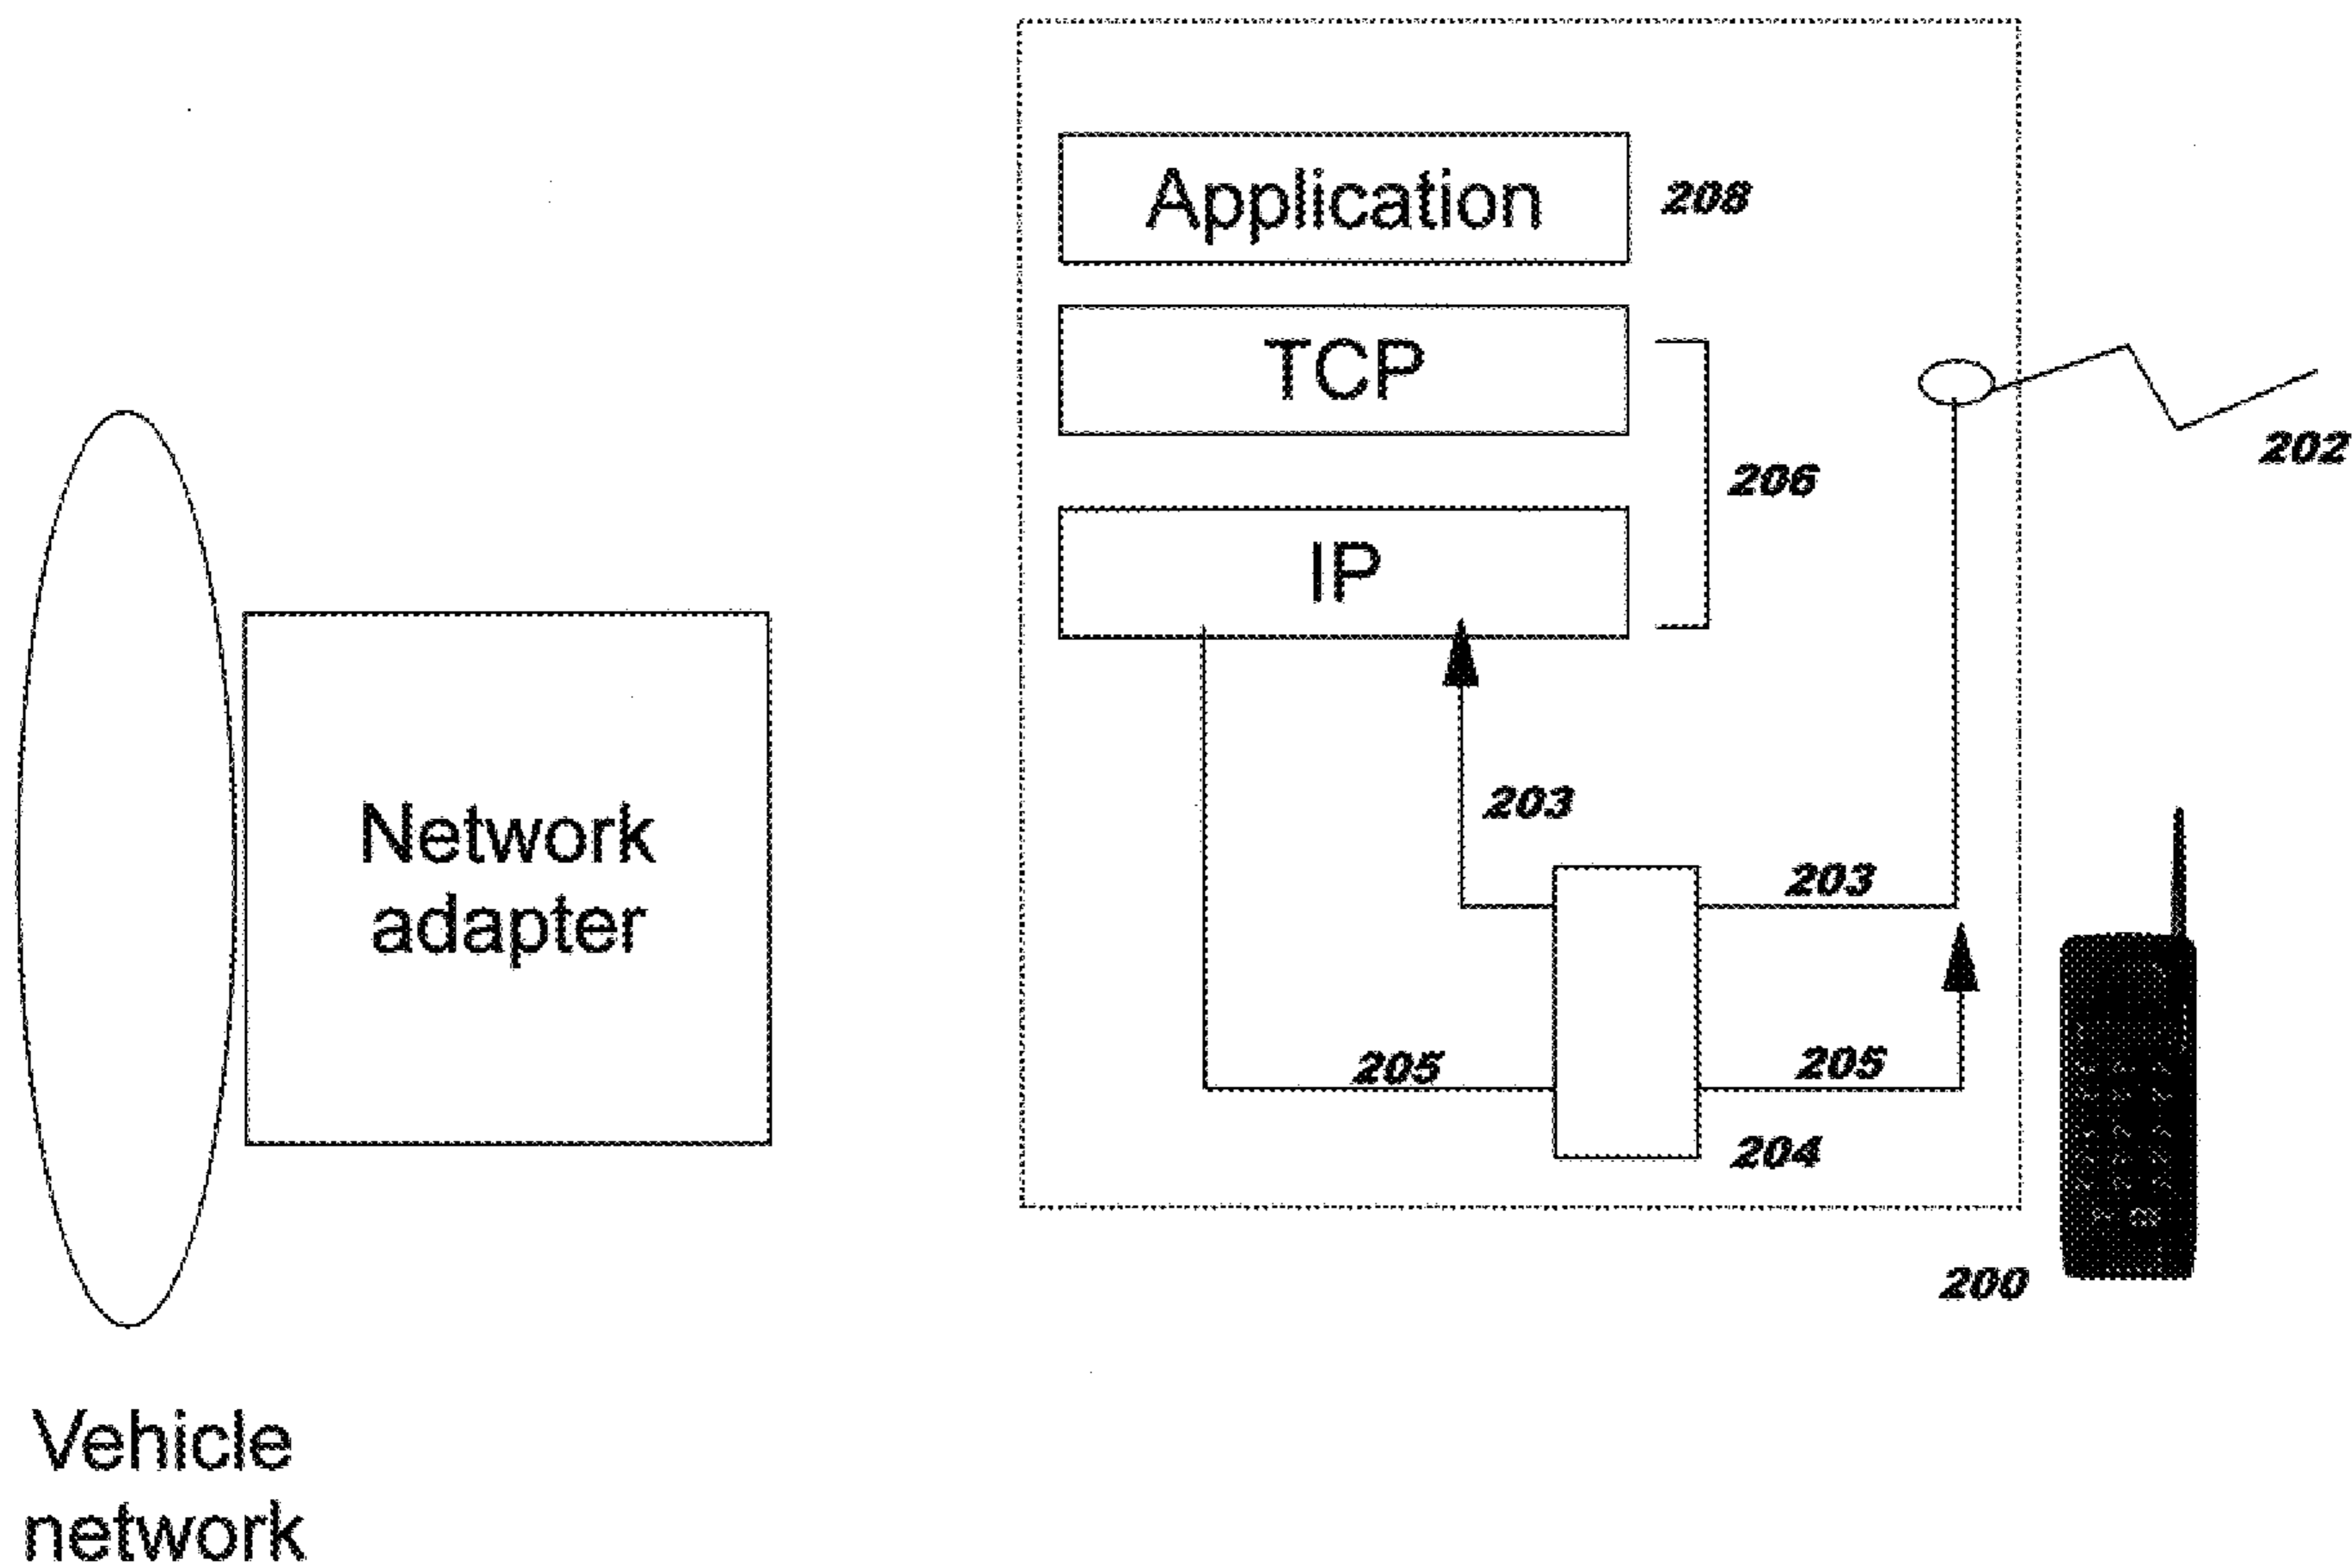 Application
208
TCP
206
202
IP
203
203
Network
adapter
205
205
204
200
Vehicle
network